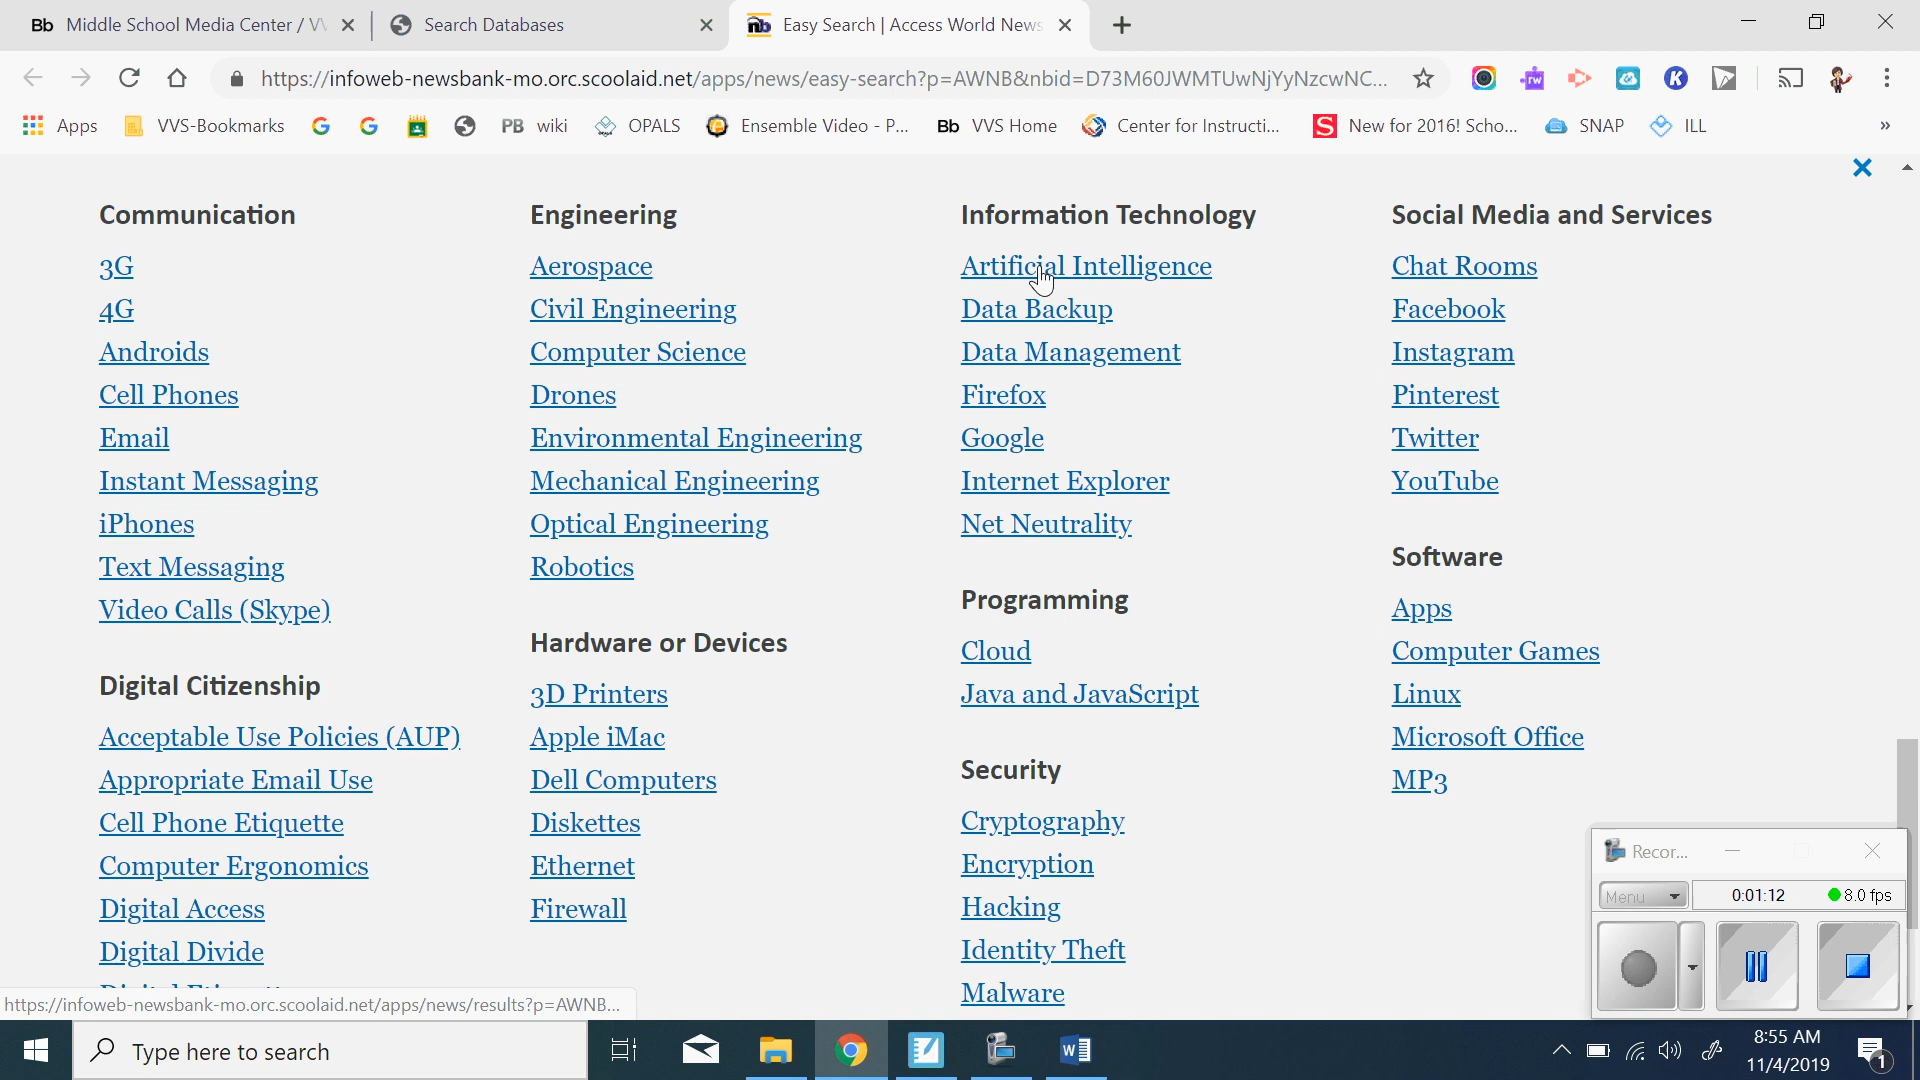 Bb Middle School Media Center / VV
Search Databases
nb Easy Search | Access World News
https://infoweb-newsbank-mo.orc.scoolaid.net/apps/news/easy-search?p=AWNB&nbid=D73M60JWMTUwNjYyNzcwNC...
rw K
Apps VVS-Bookmarks G G PB wiki OPALS Ensemble Video - P... Bb VVS Home Center for Instructi... S New for 2016! Scho... SNAP ILL »
Communication
3G
4G
Androids
Cell Phones
Email
Instant Messaging
iPhones
Text Messaging
Video Calls (Skype)
Digital Citizenship
Acceptable Use Policies (AUP)
Appropriate Email Use
Cell Phone Etiquette
Computer Ergonomics
Digital Access
Digital Divide
Engineering
Aerospace
Civil Engineering
Computer Science
Drones
Environmental Engineering
Mechanical Engineering
Optical Engineering
Robotics
Hardware or Devices
3D Printers
Apple iMac
Dell Computers
Diskettes
Ethernet
Firewall
Information Technology
Artificial Intelligence
Data Backup
Data Management
Firefox
Google
Internet Explorer
Net Neutrality
Programming
Cloud
Java and JavaScript
Security
Cryptography
Encryption
Hacking
Identity Theft
Malware
Social Media and Services
Chat Rooms
Facebook
Instagram
Pinterest
Twitter
YouTube
Software
Apps
Computer Games
Linux
Microsoft Office
MP3
Recor...
Menu 0:01:12 8.0 fps
https://infoweb-newsbank-mo.orc.scoolaid.net/apps/news/results?p=AWNB...
Type here to search
8:55 AM
11/4/2019
1